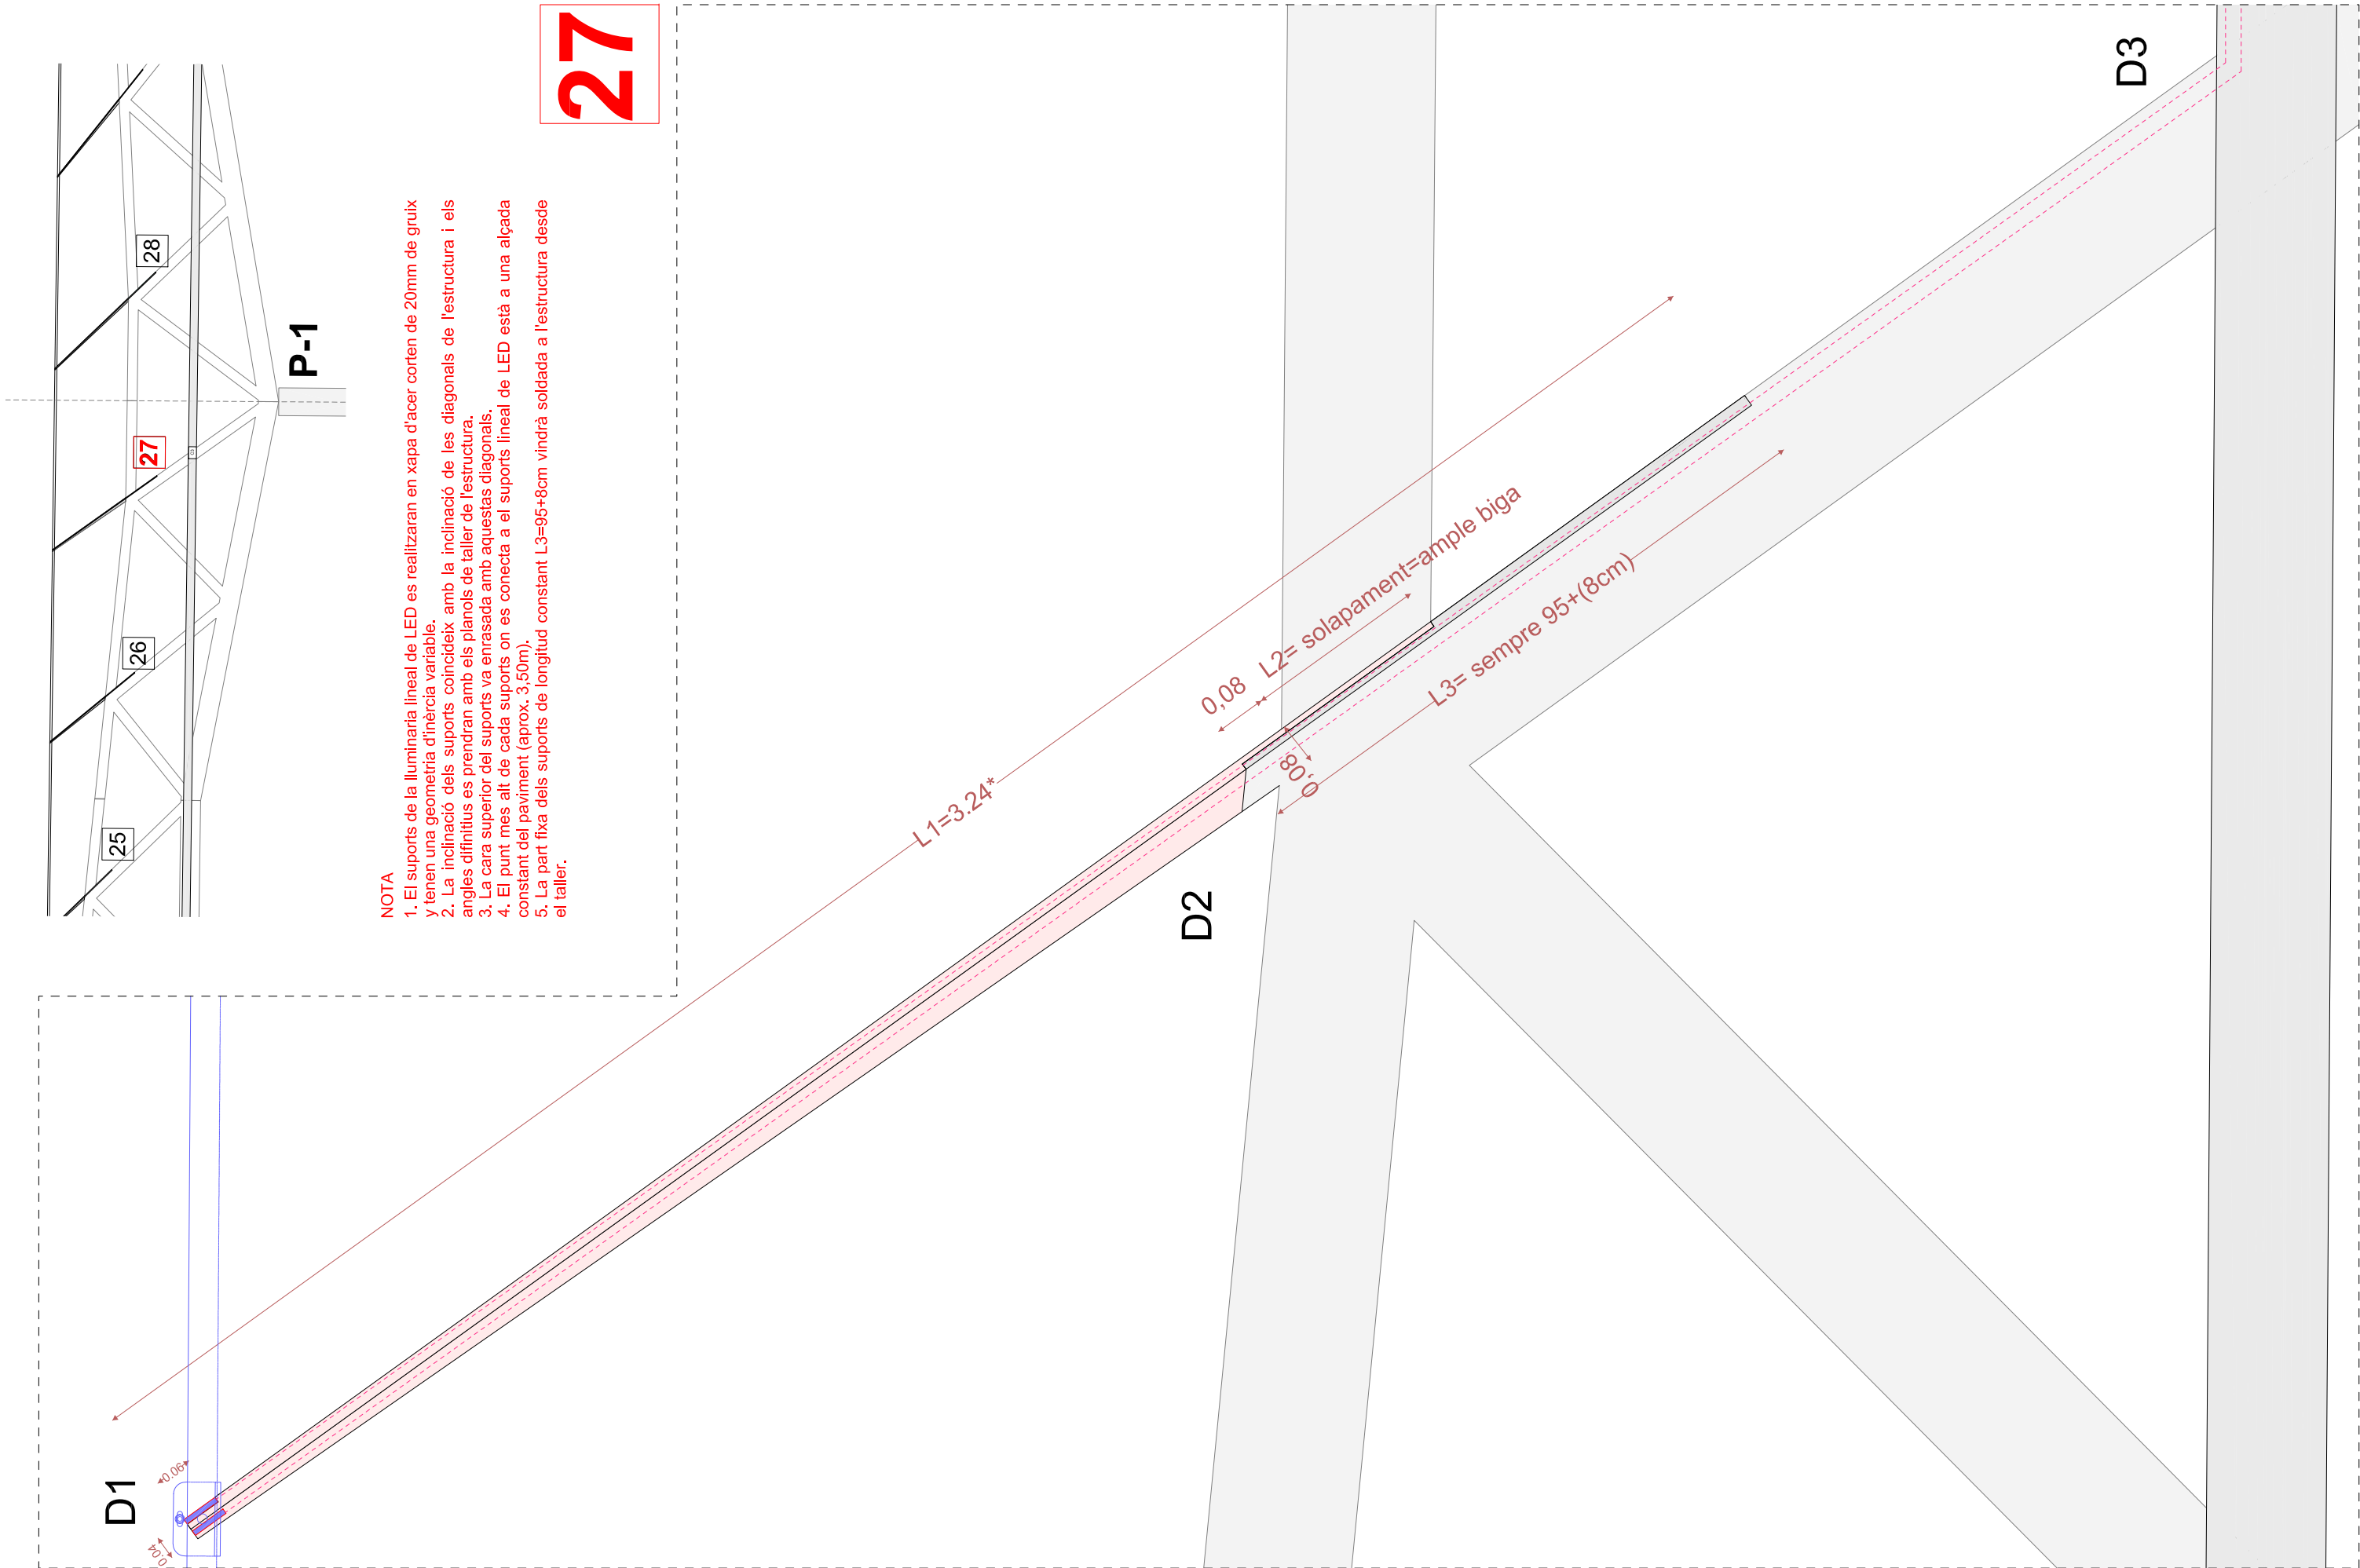 27
28
P-1
27
26
25
NOTA
1. El suports de la lluminaria lineal de LED es realitzaran en xapa d'acer corten de 20mm de gruix
y tenen una geometria d'inèrcia variable.
2. La inclinació dels suports coincideix amb la inclinació de les diagonals de l'estructura i els
angles difinitius es prendran amb els planols de taller de l'estructura.
3. La cara superior del suports va enrasada amb aquestas diagonals.
4. El punt mes alt de cada suports on es conecta a el suports lineal de LED està a una alçada
constant del paviment (aprox. 3,50m).
5. La part fixa dels suports de longitud constant L3=95+8cm vindrà soldada a l'estructura desde
el taller.
D3
L1=3.24*
0,08
L2= solapament=ample biga
0,08
L3= sempre 95+(8cm)
D2
D1
0.06
0.04